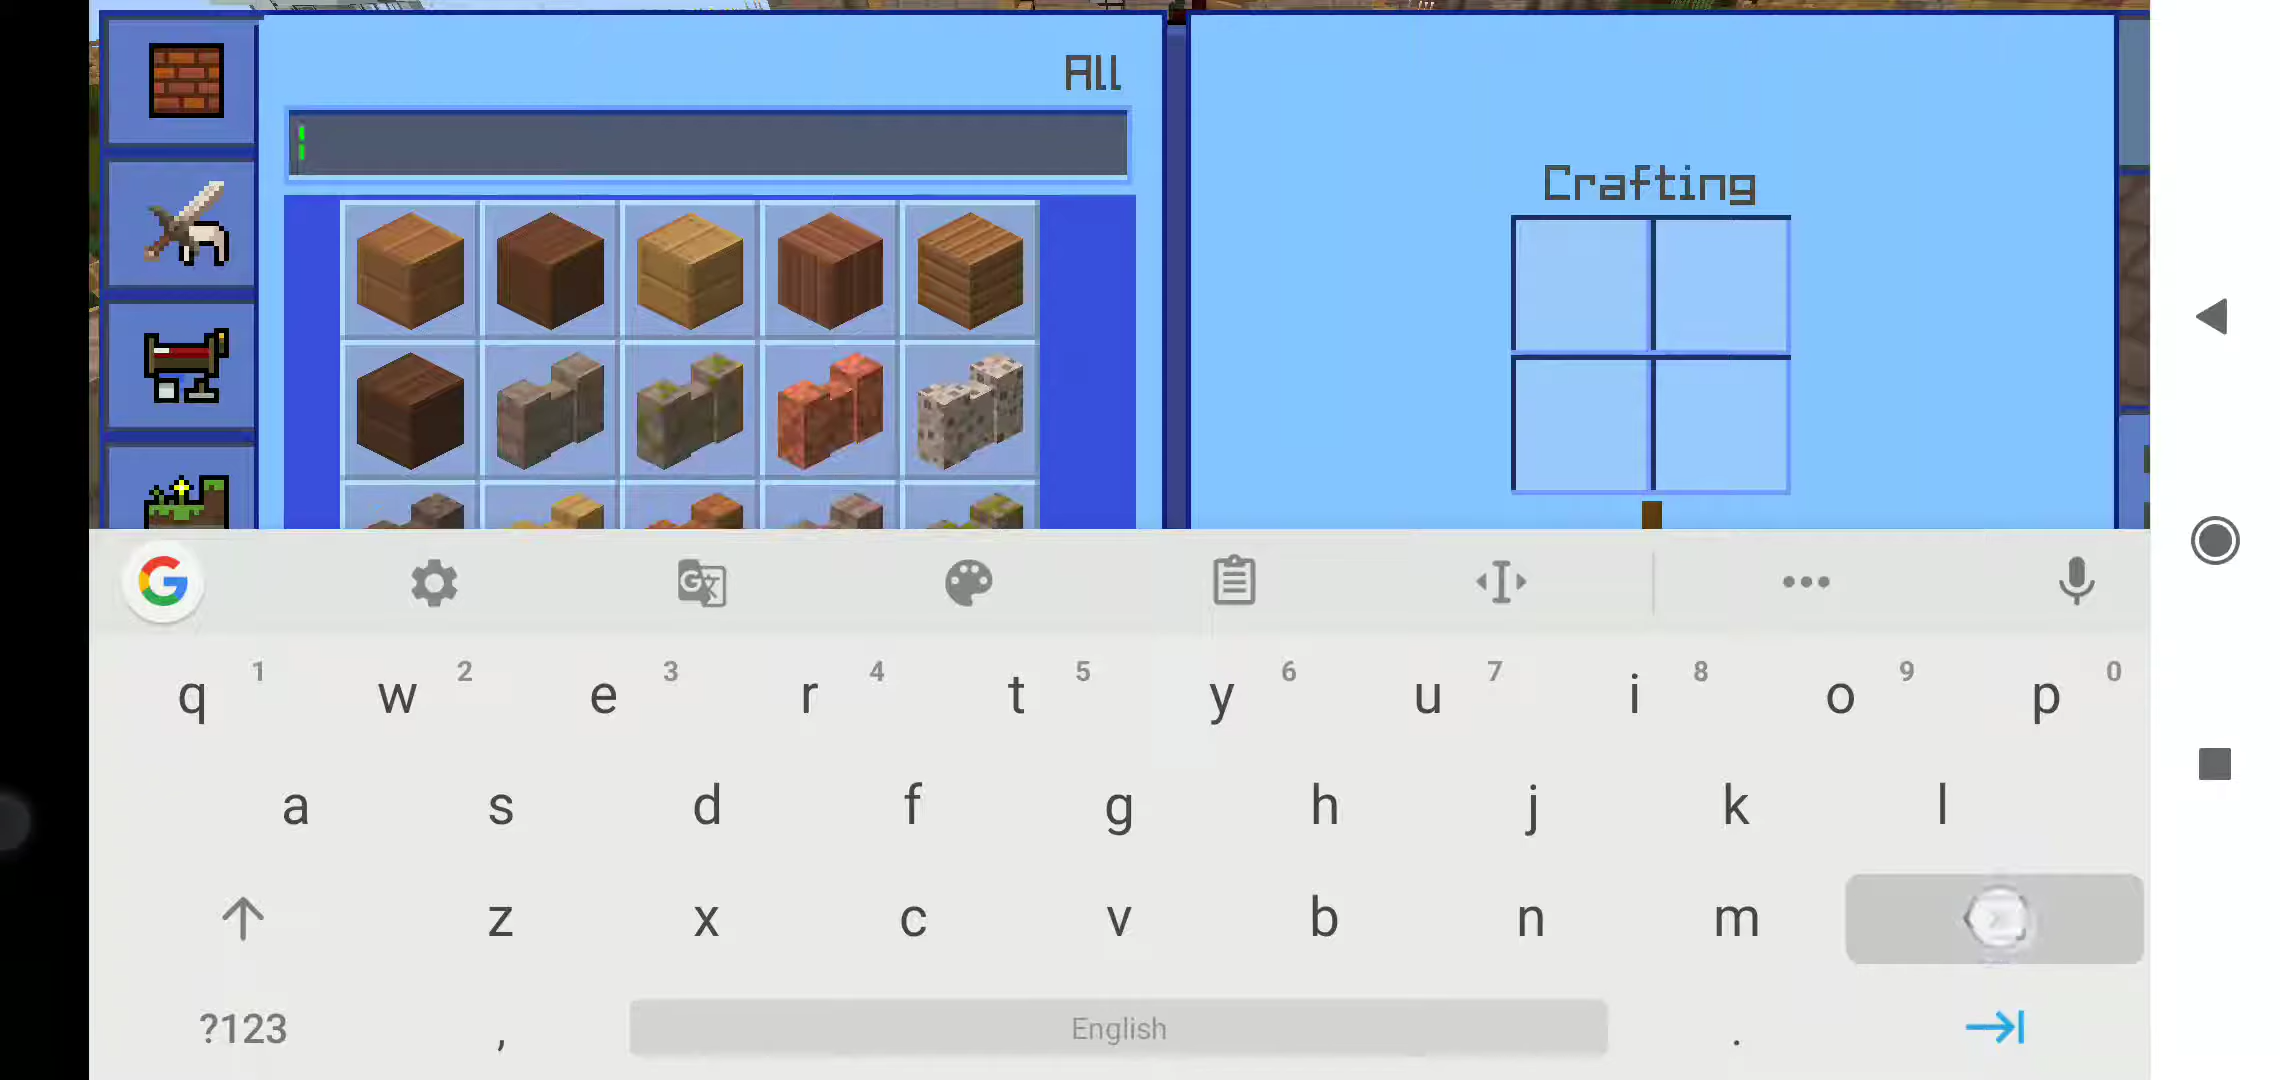 All
Crafting
1 2 3 4 5 6 7 8 9 0
q w e r t y u i o p
a s d f g h j k l
z x c v b n m
?123 , English .